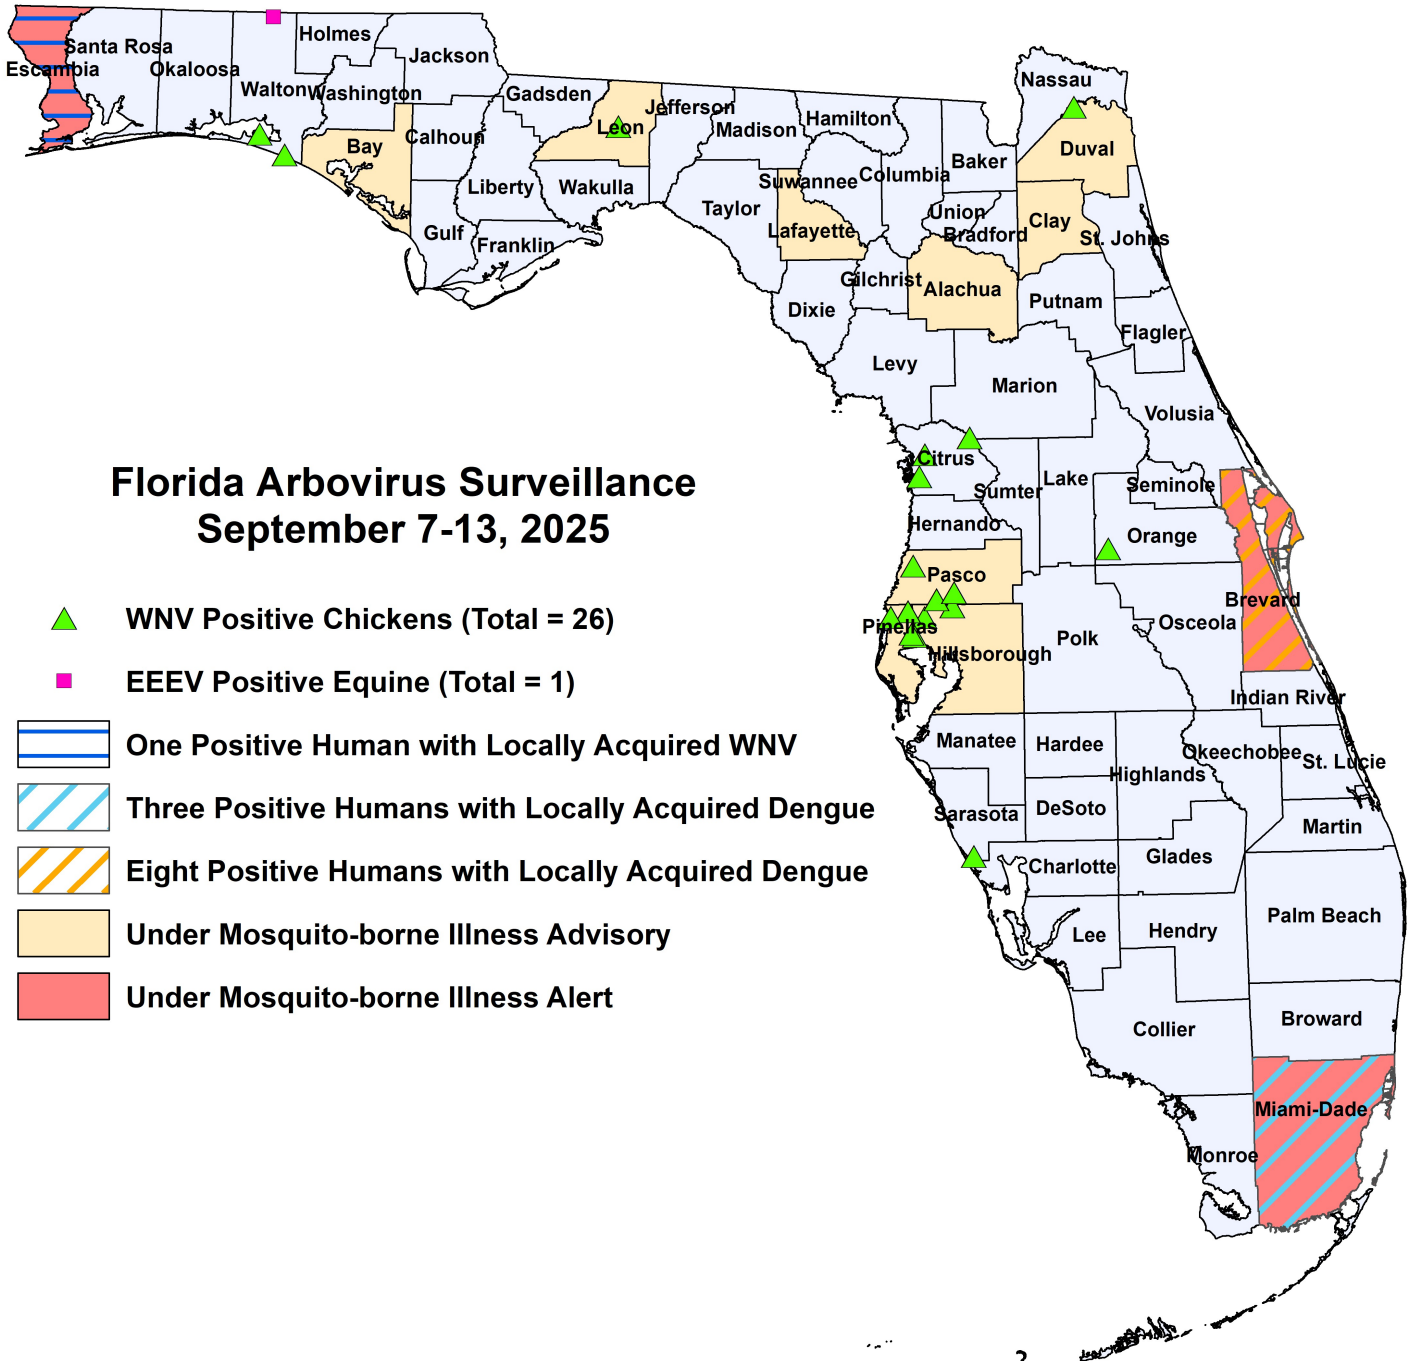 Holmes
Jackson
Santa Rosa
Escambia
Okaloosa
Walton
Washington
Nassau
Gadsden
Jefferson
Leon
Madison
Hamilton
Calhoun
Bay
Duval
Baker
Columbia
Suwannee
Liberty
Wakulla
Taylor
Union
Clay
Lafayette
Bradford
St. Johns
Gulf
Franklin
Gilchrist
Alachua
Putnam
Dixie
Flagler
Levy
Marion
Volusia
Citrus
Florida Arbovirus Surveillance
September 7-13, 2025
Lake
Sumter
Seminole
Hernando
Orange
Pasco
Brevard
WNV Positive Chickens (Total = 26)
Pinellas
Osceola
Polk
Hillsborough
EEEV Positive Equine (Total = 1)
Indian River
One Positive Human with Locally Acquired WNV
Manatee
Hardee
Okeechobee
St. Lucie
Highlands
Three Positive Humans with Locally Acquired Dengue
Sarasota
DeSoto
Martin
Eight Positive Humans with Locally Acquired Dengue
Charlotte
Glades
Palm Beach
Under Mosquito-borne Illness Advisory
Lee
Hendry
Under Mosquito-borne Illness Alert
Collier
Broward
Miami-Dade
Monroe